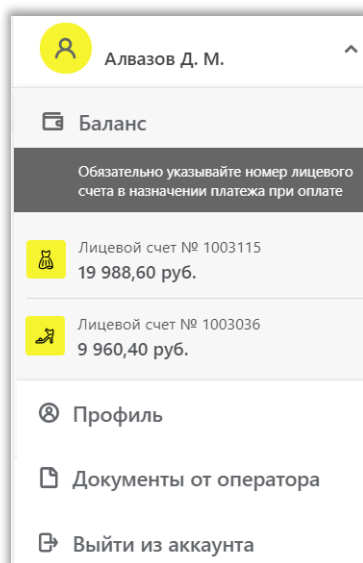 Алвазов Д. М.
Баланс
Обязательно указывайте номер лицевого
счета в назначении платежа при оплате
Лицевой счет № 1003115
19 988,60 руб.
Лицевой счет № 1003036
9 960,40 руб.
Профиль
Документы от оператора
Выйти из аккаунта